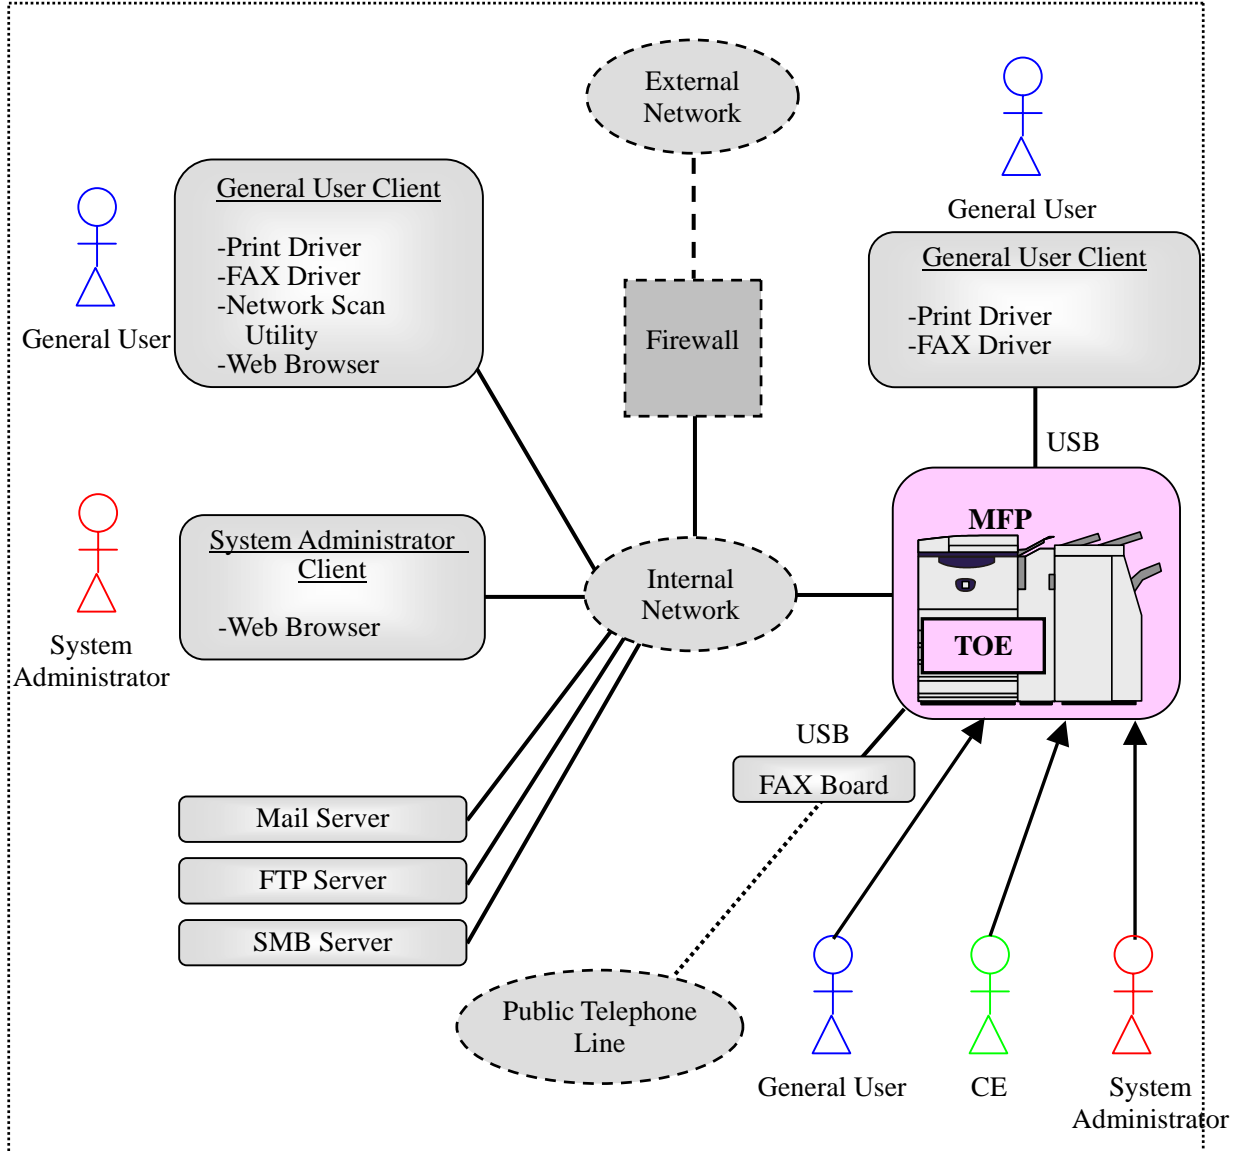 External
Network
General User
General User Client
-Print Driver
-FAX Driver
-Network Scan
Utility
-Web Browser
General User
Firewall
General User Client
-Print Driver
-FAX Driver
USB
System Administrator
Client
-Web Browser
System
Administrator
Internal
Network
MFP
TOE
USB
FAX Board
Mail Server
FTP Server
SMB Server
Public Telephone
Line
General User
CE
System
Administrator